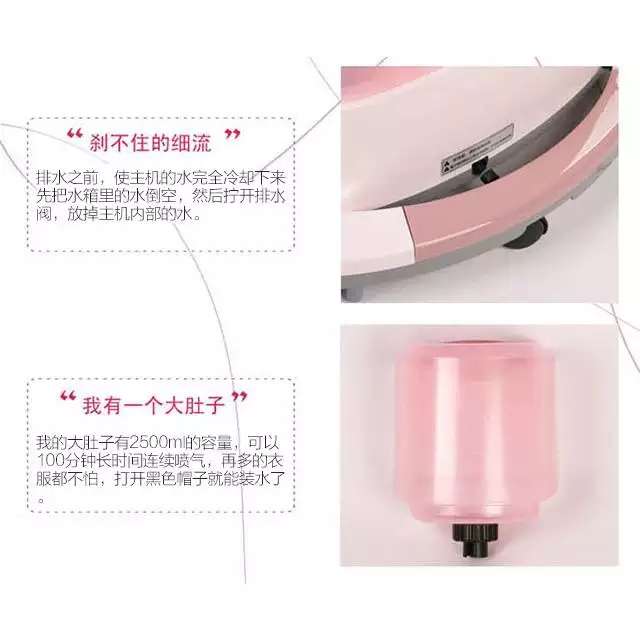 “ 刹不住的细流 ”
排水之前，使主机的水完全冷却下来
先把水箱里的水倒空，然后拧开排水
阀，放掉主机内部的水。
“ 我有一个大肚子 ”
我的大肚子有2500ml的容量，可以
100分钟长时间连续喷气，再多的衣
服都不怕，打开黑色帽子就能装水了
。